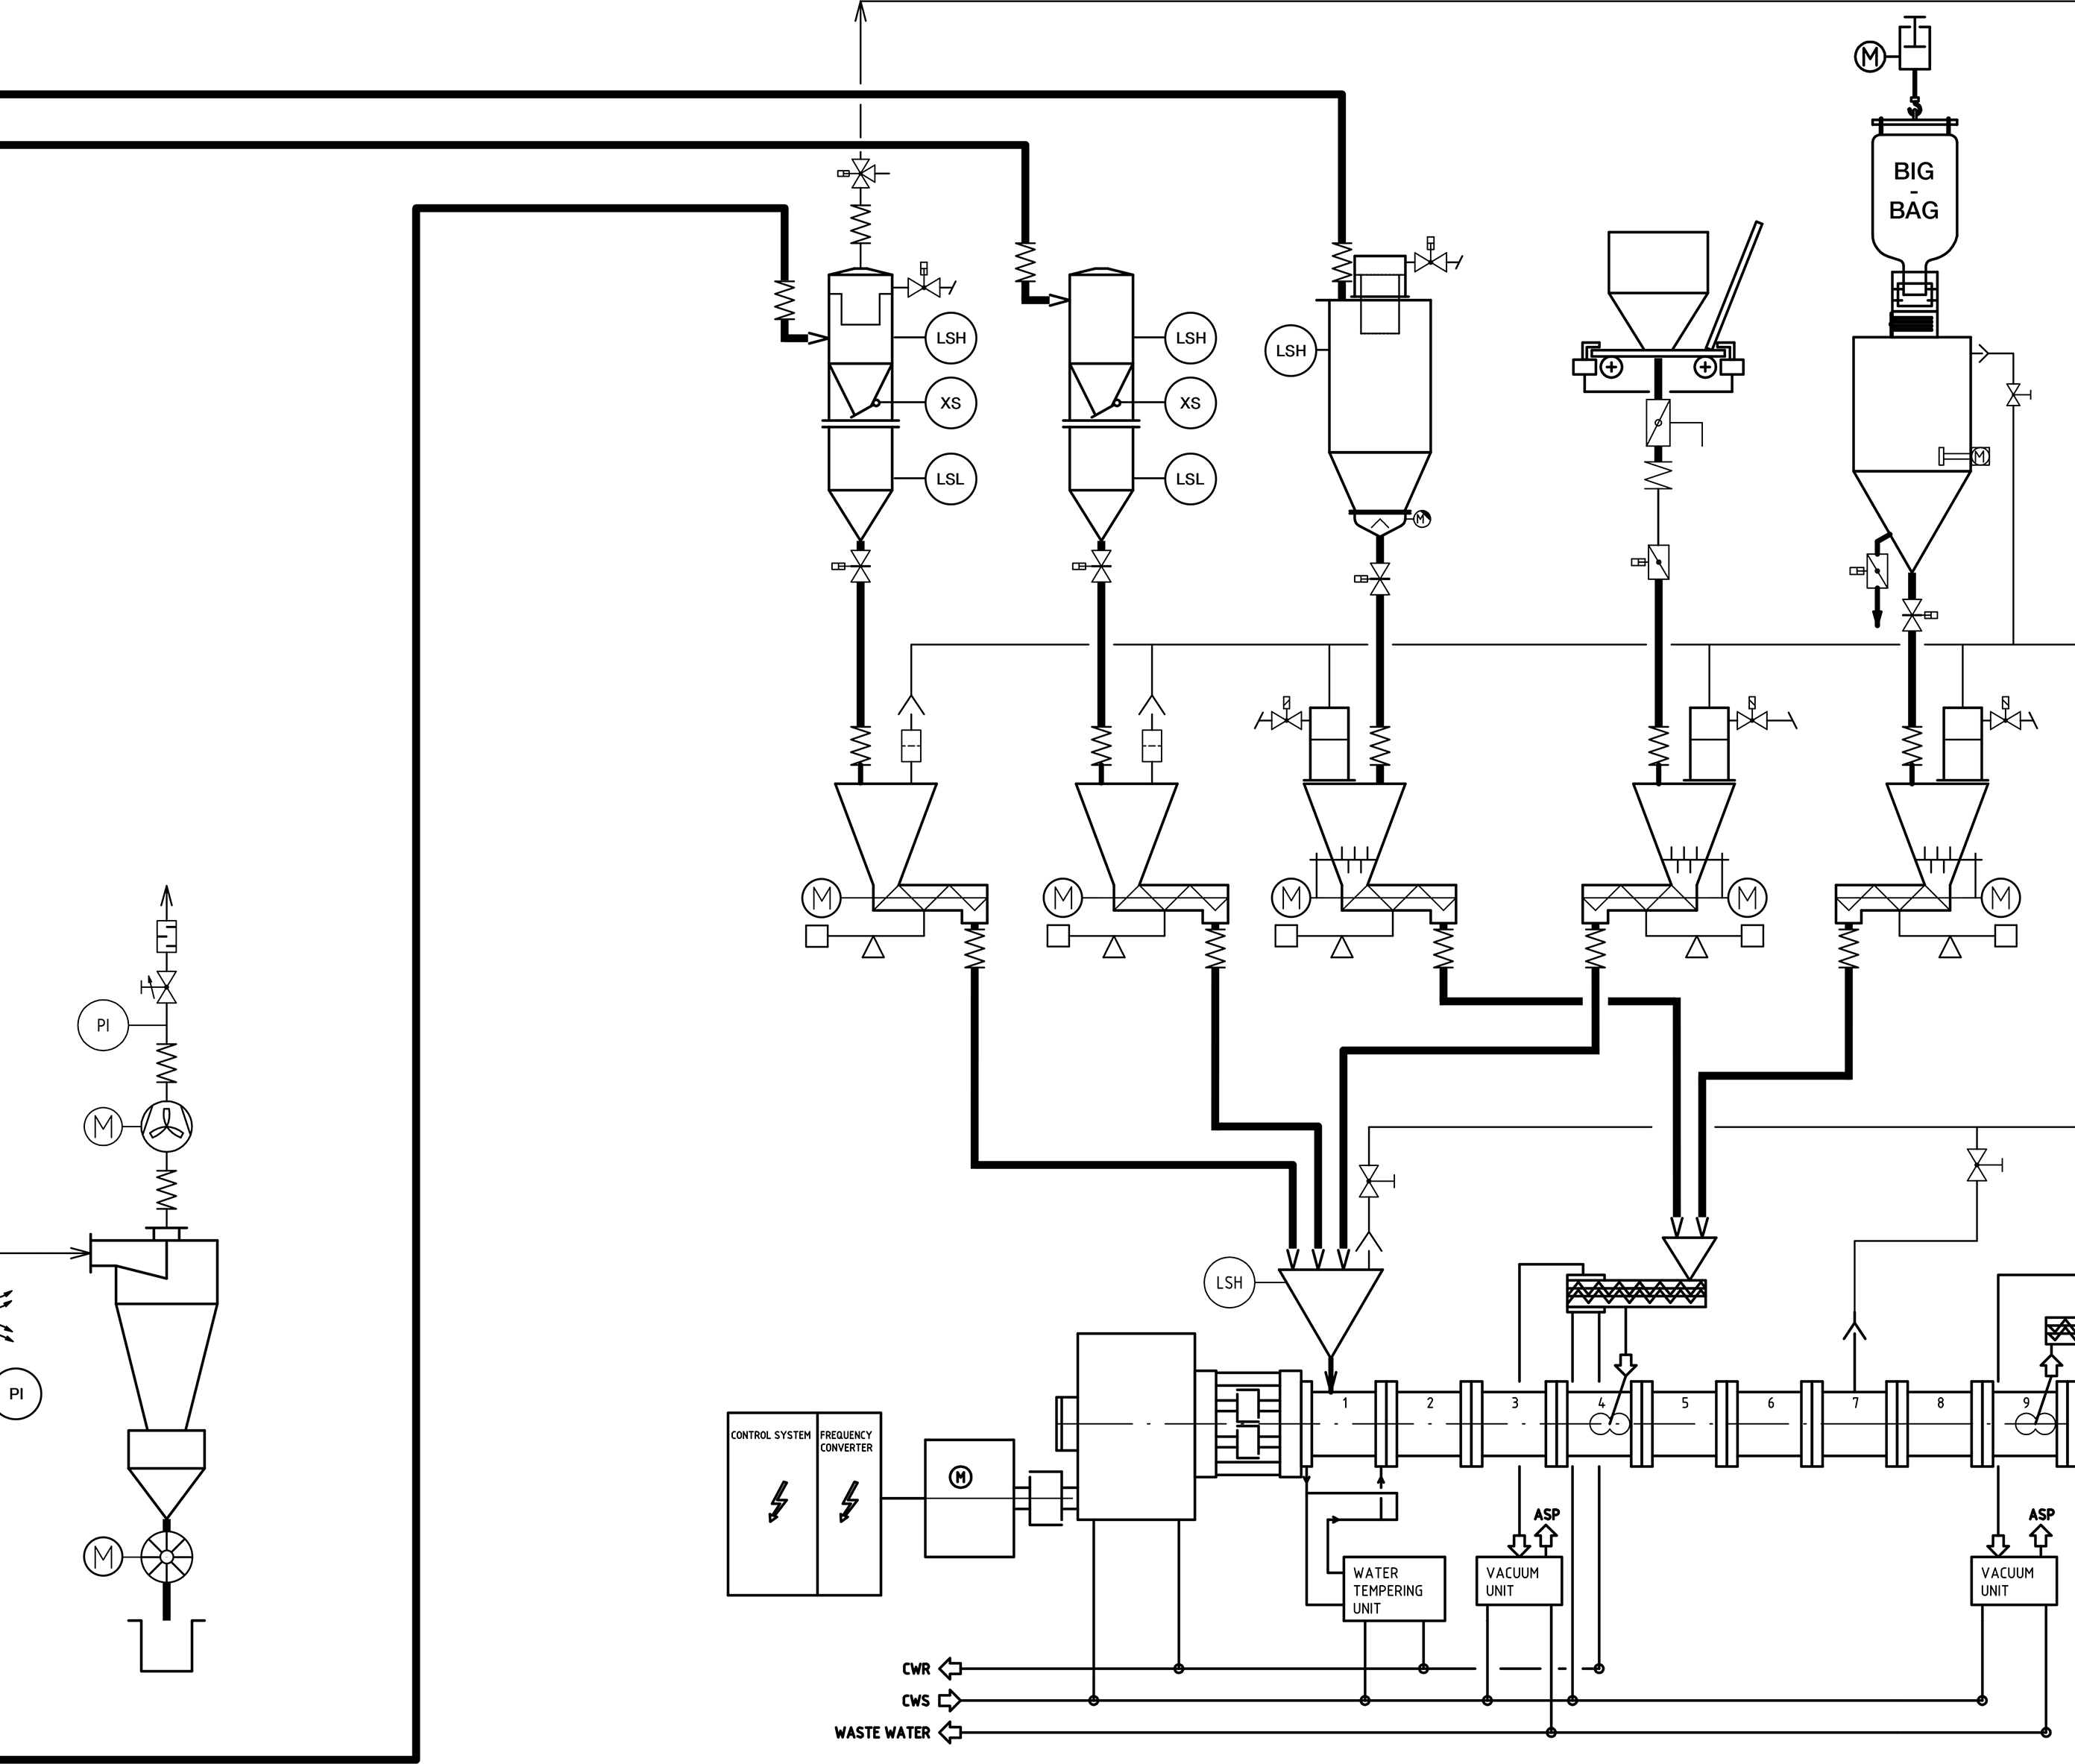 M
BIG
-
BAG
LSH
LSH
LSH
XS
XS
LSL
LSL
M
M
M
M
M
M
M
PI
M
LSH
PI
1
2
3
4
5
6
7
8
9
CONTROL SYSTEM
FREQUENCY
CONVERTER
M
ASP
ASP
M
WATER
TEMPERING
UNIT
VACUUM
UNIT
VACUUM
UNIT
CWR
CWS
WASTE WATER